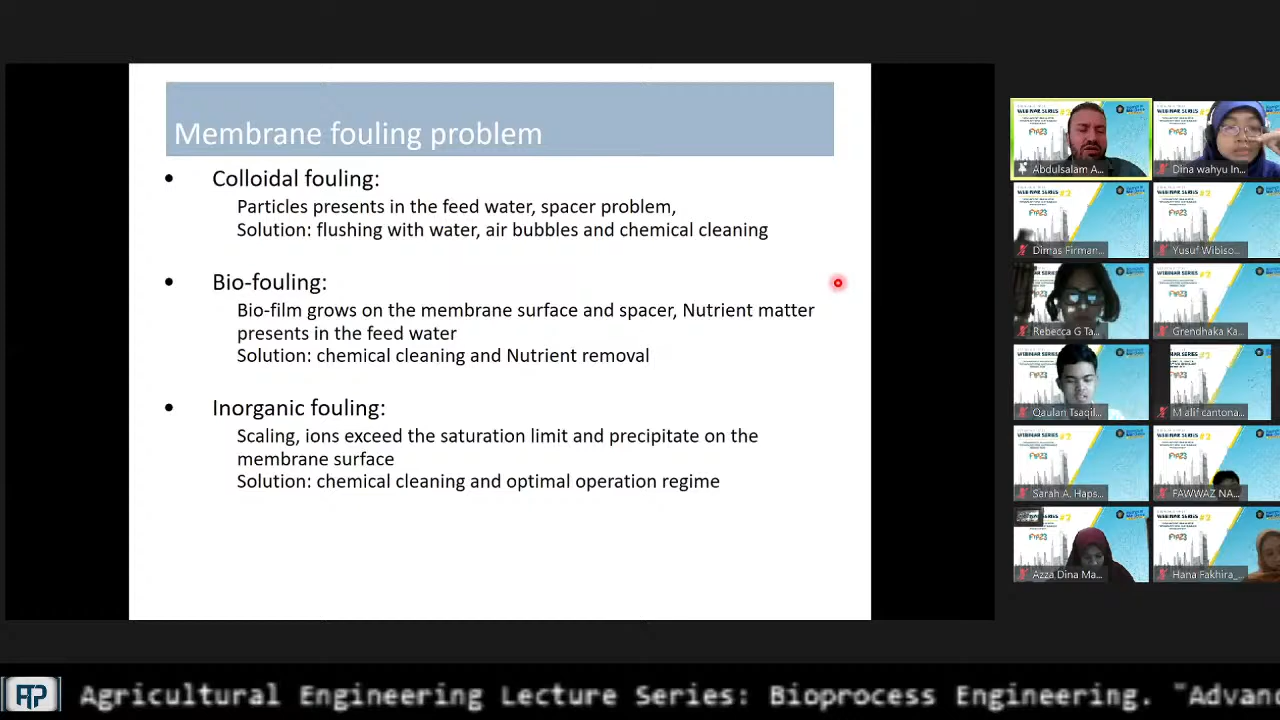 Membrane fouling problem
• Colloidal fouling:
Particles presents in the feed water, spacer problem,
Solution: flushing with water, air bubbles and chemical cleaning
• Bio-fouling:
Bio-film grows on the membrane surface and spacer, Nutrient matter
presents in the feed water
Solution: chemical cleaning and Nutrient removal
• Inorganic fouling:
Scaling, ions exceed the saturation limit and precipitate on the
membrane surface
Solution: chemical cleaning and optimal operation regime
WEBINAR SERIES #2
Abdulsalam A...
Dina wahyu In...
Dimas Firman...
Yusuf Wibiso...
Rebecca G Ta...
Grendhaka Ka...
Qaulan Tsaqil...
M alif cantona...
Sarah A. Haps...
FAWWAZ NA...
Azza Dina Ma...
Hana Fakhira_...
Agricultural Engineering Lecture Series: Bioprocess Engineering. "Advan